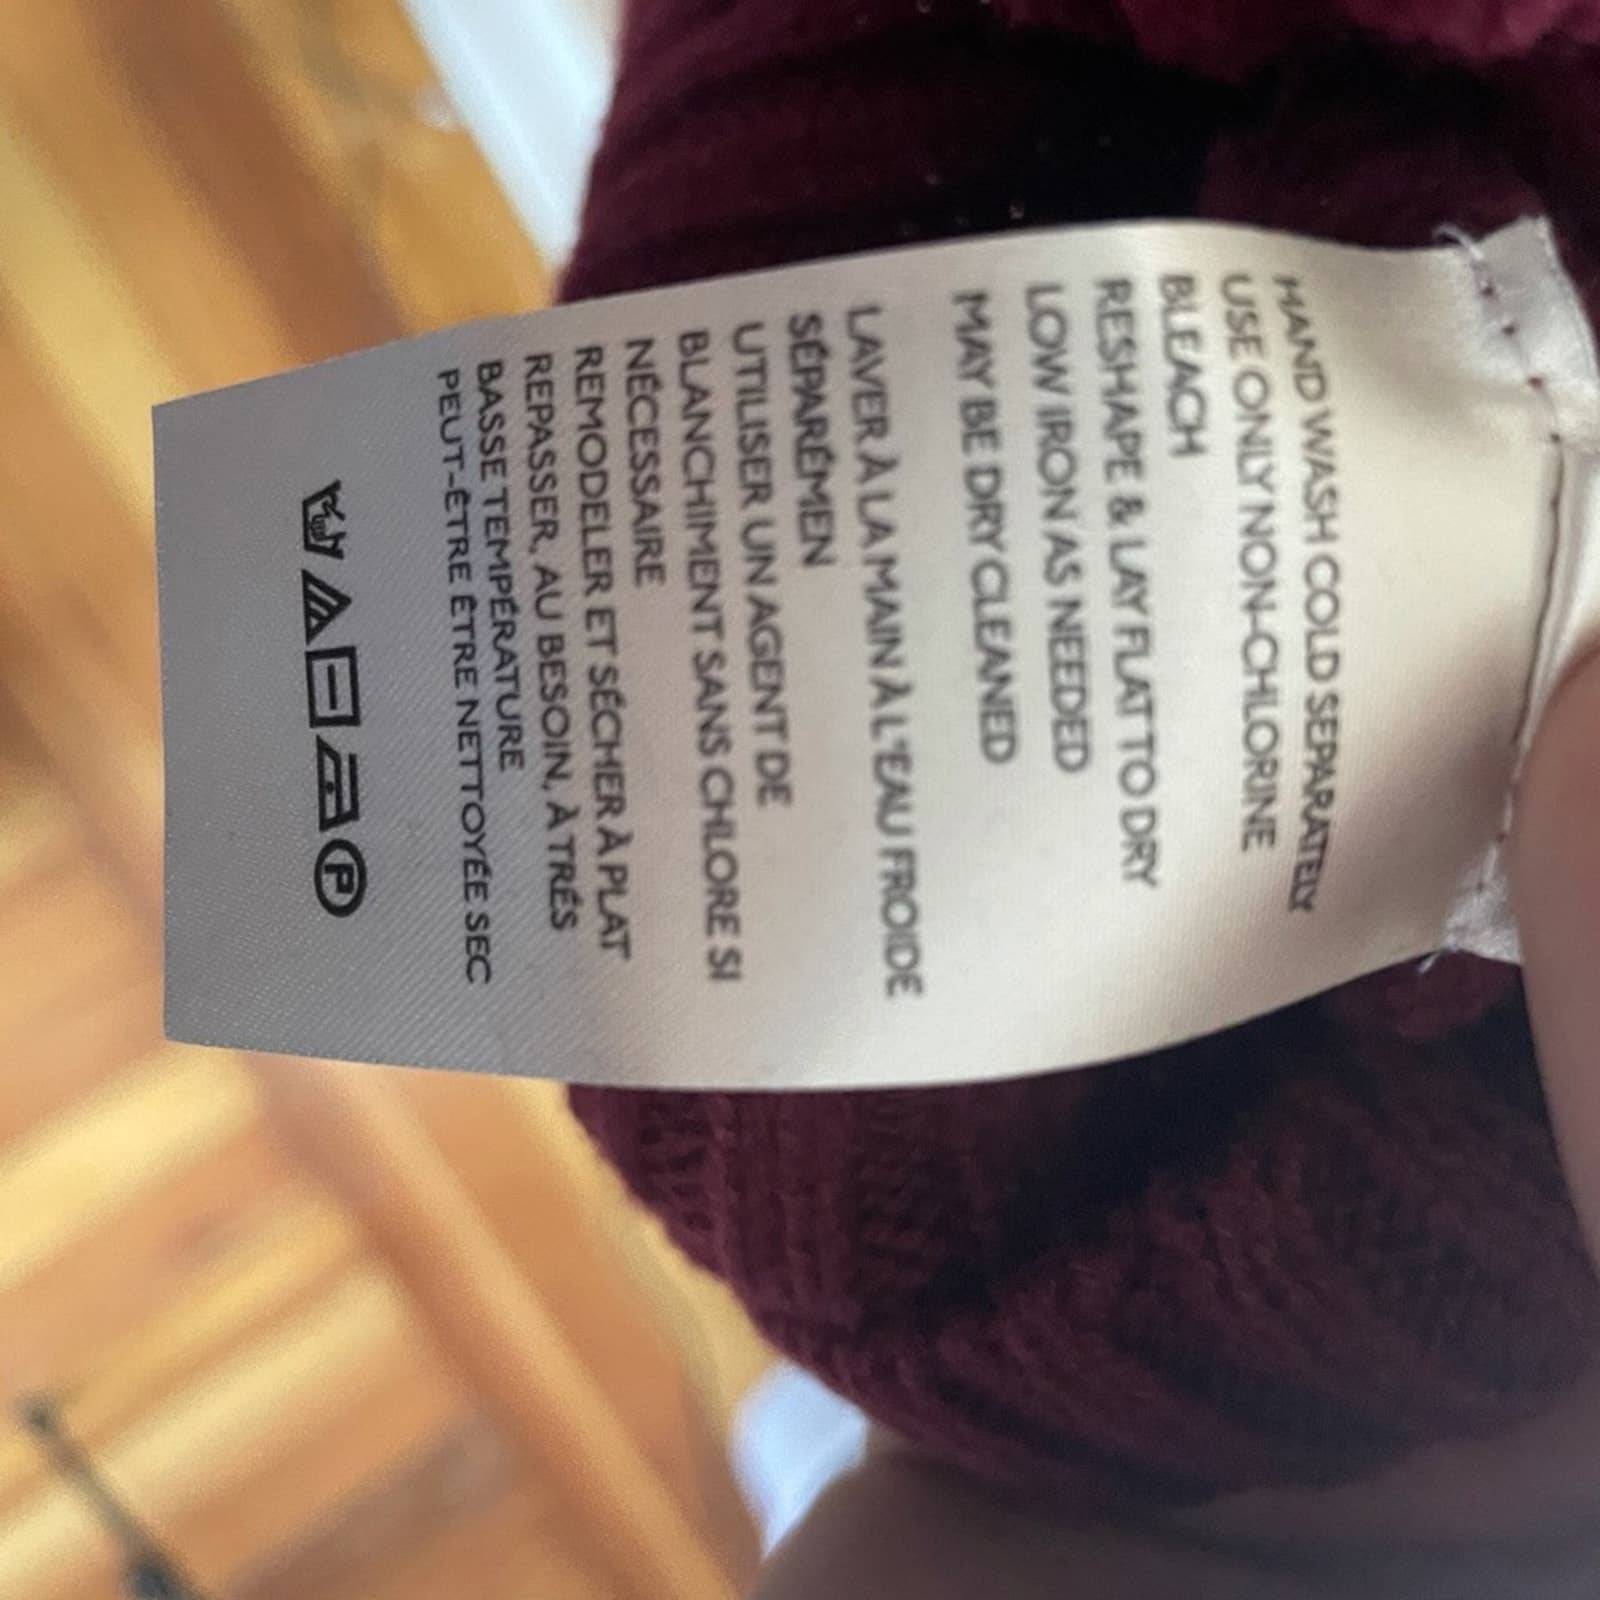 HAND WASH COLD SEPARATELY
USE ONLY NON-CHLORINE
BLEACH
RESHAPE & LAY FLAT TO DRY
LOW IRON AS NEEDED
MAY BE DRY CLEANED
LAVER À LA MAIN À L'EAU FROIDE
SÉPARÉMEN
UTILISER UN AGENT DE
BLANCHIMENT SANS CHLORE SI
NÉCESSAIRE
REMODELER ET SÉCHER À PLAT
REPASSER, AU BESOIN, À TRÉS
BASSE TEMPÉRATURE
PEUT-ÊTRE ÊTRE NETTOYÉE SEC
P